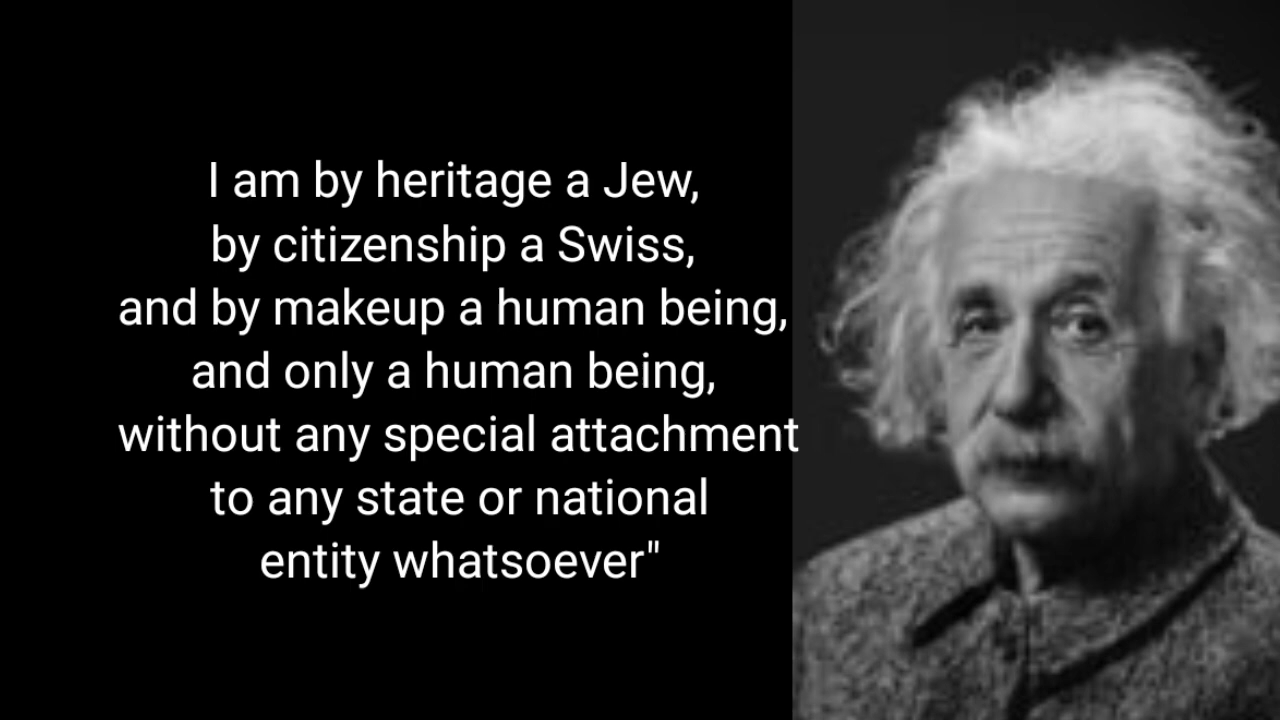 I am by heritage a Jew,
by citizenship a Swiss,
and by makeup a human being,
and only a human being,
without any special attachment
to any state or national
entity whatsoever"